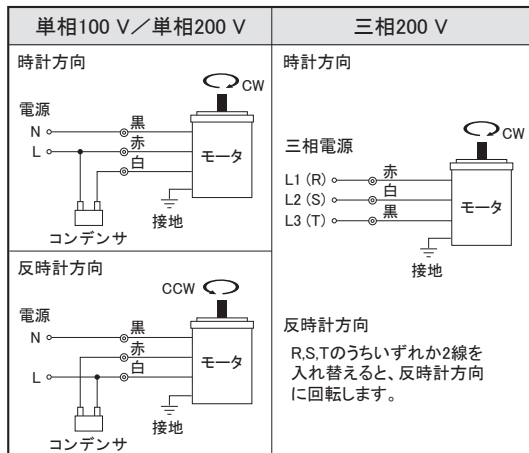 単相100 V／単相200 V
時計方向
CW
電源
N
黒
L
赤
白
モータ
接地
コンデンサ
反時計方向
CCW
電源
N
黒
赤
L
白
モータ
接地
コンデンサ
三相200 V
時計方向
CW
三相電源
L1 (R)
赤
L2 (S)
白
L3 (T)
黒
モータ
接地
反時計方向
R,S,Tのうちいずれか2線を
入れ替えると、反時計方向
に回転します。